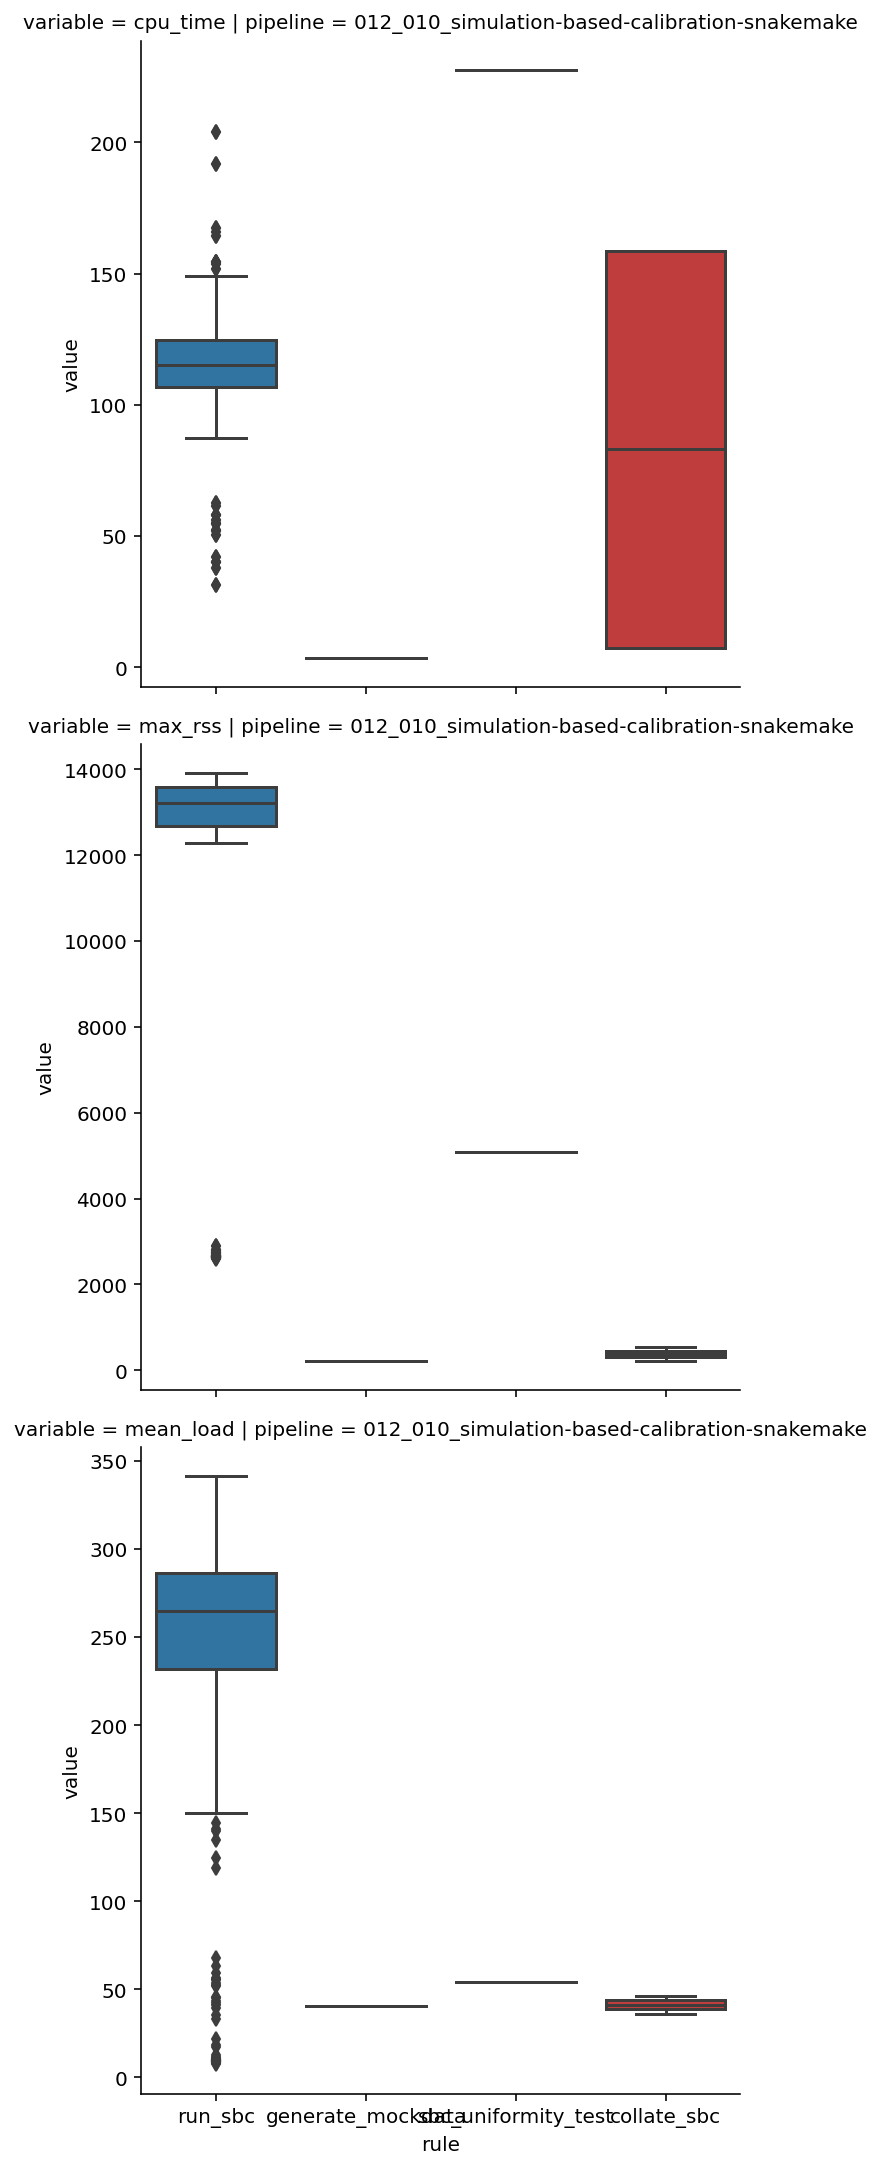 variable = cpu_time | pipeline = 012_010_simulation-based-calibration-snakemake
200
150
100
50
0
value
variable = max_rss | pipeline = 012_010_simulation-based-calibration-snakemake
14000
12000
10000
8000
6000
4000
2000
0
value
variable = mean_load | pipeline = 012_010_simulation-based-calibration-snakemake
350
300
250
200
150
100
50
0
value
run_sbc generate_mockdata sbc_uniformity_test collate_sbc
rule